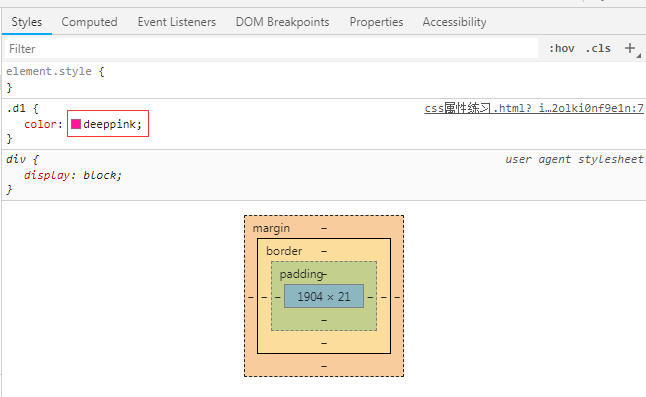 Styles Computed Event Listeners DOM Breakpoints Properties Accessibility
Filter :hov .cls +
element.style {
}
.d1 { css属性练习.html? i…2olki0nf9e1n:7
color: deeppink;
}
div { user agent stylesheet
display: block;
}
margin –
border –
padding –
– – – 1904 × 21 – – –
–
–
–